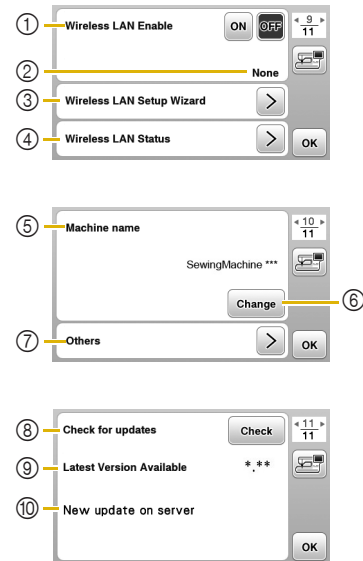 ① Wireless LAN Enable ON OFF 9
11
② None
③ Wireless LAN Setup Wizard >
④ Wireless LAN Status > OK
⑤ Machine name 10
11
SewingMachine ***
Change ⑥
⑦ Others > OK
⑧ Check for updates Check 11
11
⑨ Latest Version Available *.**
⑩ New update on server
OK